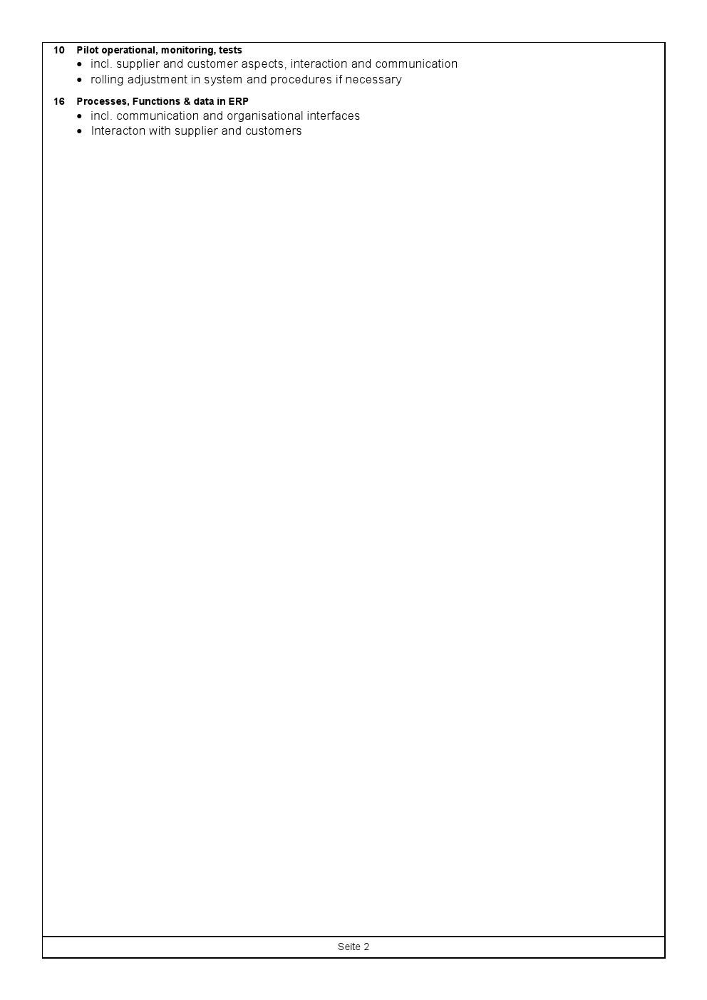 10 Pilot operational, monitoring, tests
• incl. supplier and customer aspects, interaction and communication
• rolling adjustment in system and procedures if necessary
16 Processes, Functions & data in ERP
• incl. communication and organisational interfaces
• Interacton with supplier and customers
Seite 2